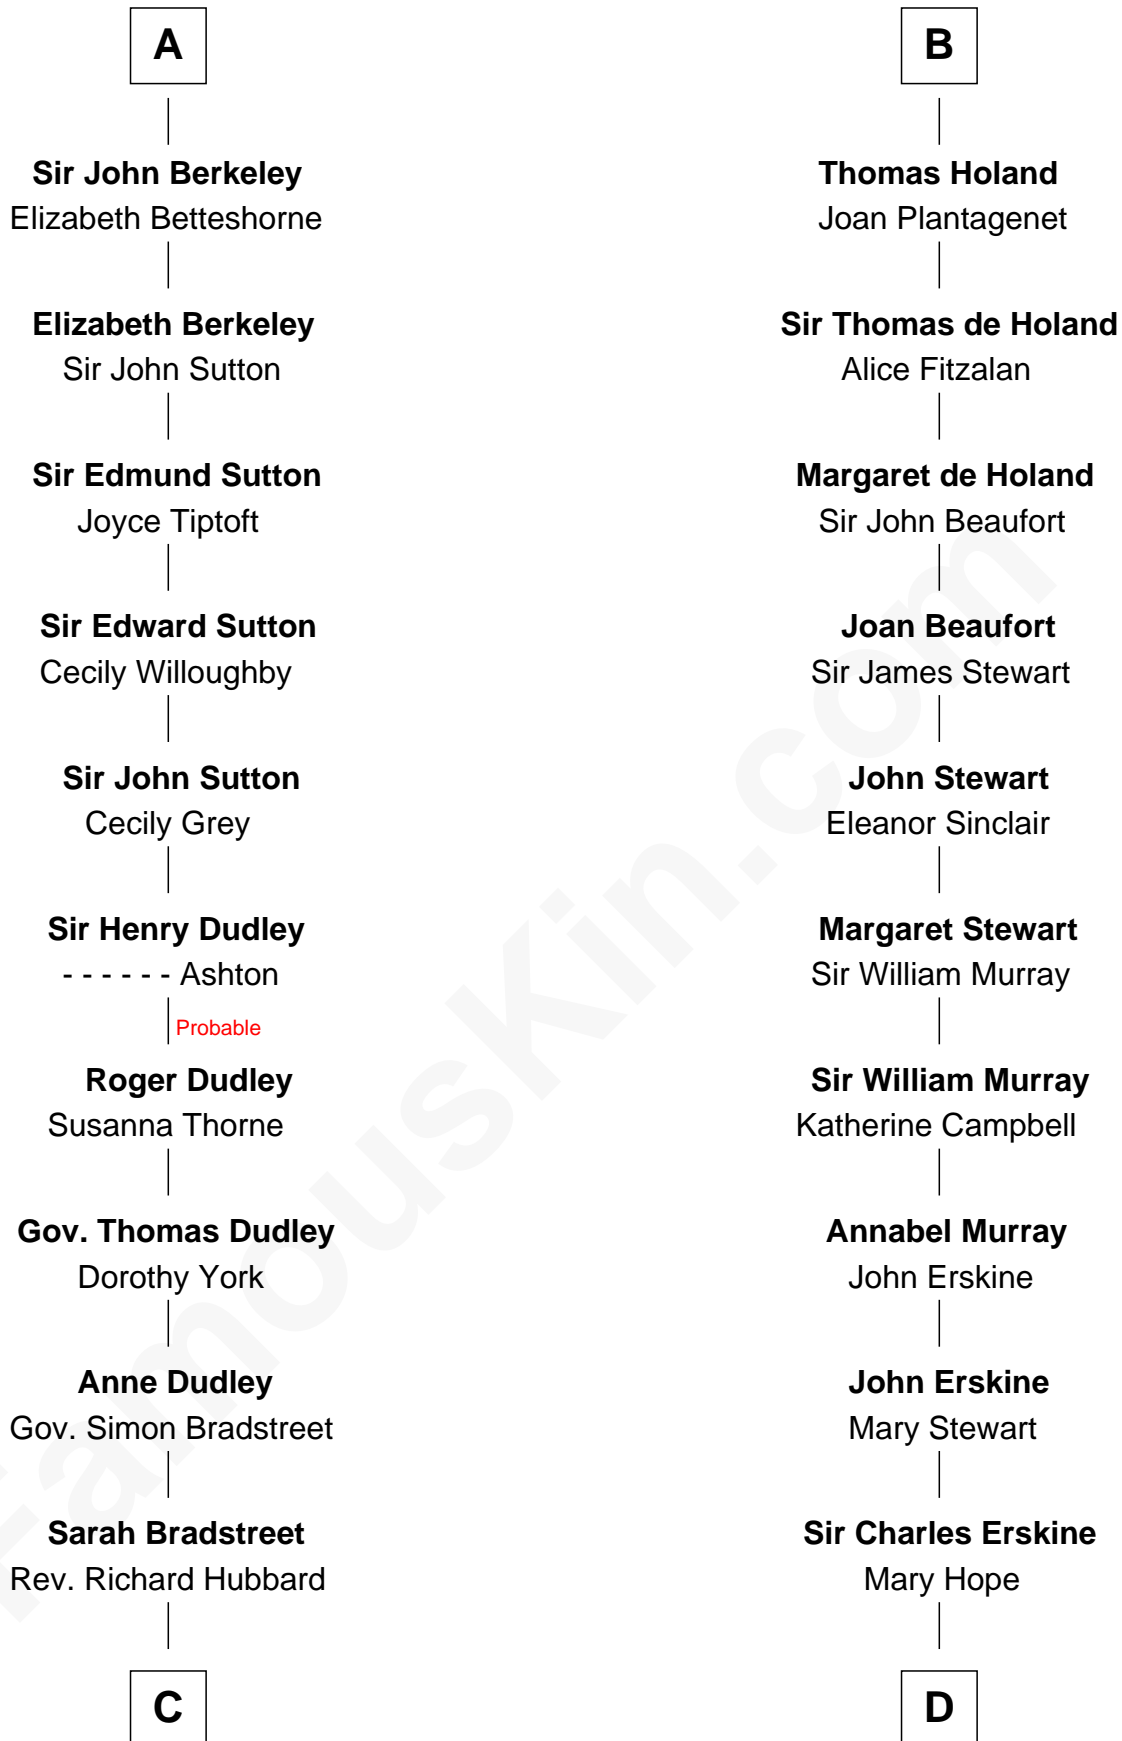 A
Sir John Berkeley
Elizabeth Betteshorne
Elizabeth Berkeley
Sir John Sutton
Sir Edmund Sutton
Joyce Tiptoft
Sir Edward Sutton
Cecily Willoughby
Sir John Sutton
Cecily Grey
Sir Henry Dudley
- - - - - - Ashton
Probable
Roger Dudley
Susanna Thorne
Gov. Thomas Dudley
Dorothy York
Anne Dudley
Gov. Simon Bradstreet
Sarah Bradstreet
Rev. Richard Hubbard
C
B
Thomas Holand
Joan Plantagenet
Sir Thomas de Holand
Alice Fitzalan
Margaret de Holand
Sir John Beaufort
Joan Beaufort
Sir James Stewart
John Stewart
Eleanor Sinclair
Margaret Stewart
Sir William Murray
Sir William Murray
Katherine Campbell
Annabel Murray
John Erskine
John Erskine
Mary Stewart
Sir Charles Erskine
Mary Hope
D
FamousKin.com